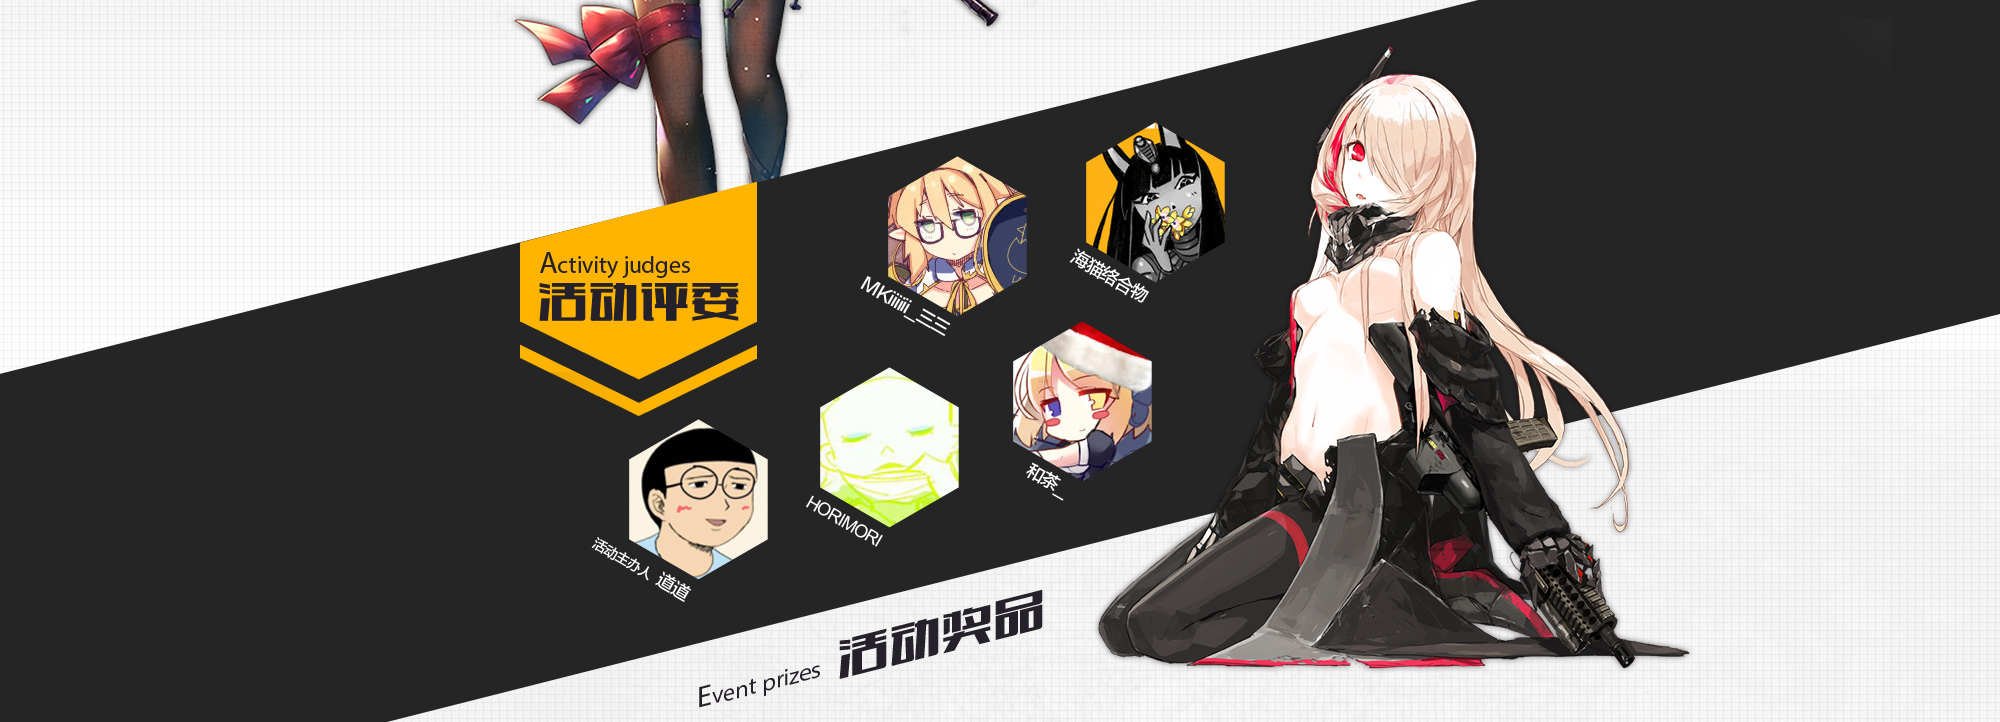 Activity judges
活动评委
MKiiiiii_三三
海猫络合物
活动主办人 道道
HORIMORI
和茶_
Event prizes 活动奖品